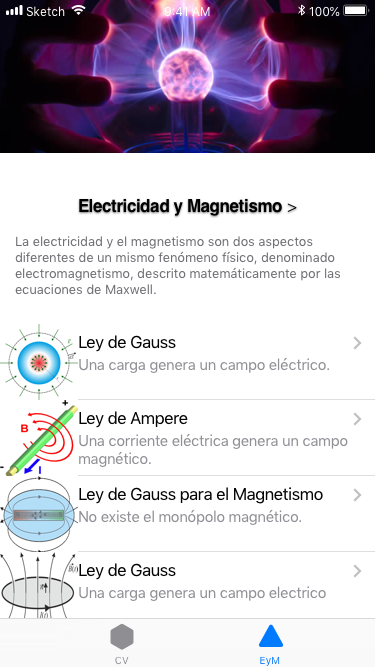 Sketch 9:41 AM 100%
Electricidad y Magnetismo >
La electricidad y el magnetismo son dos aspectos
diferentes de un mismo fenómeno físico, denominado
electromagnetismo, descrito matemáticamente por las
ecuaciones de Maxwell.
Ley de Gauss
Una carga genera un campo eléctrico.
+
Ley de Ampere
B
Una corriente eléctrica genera un campo
magnético.
- I
Ley de Gauss para el Magnetismo
No existe el monópolo magnético.
Ley de Gauss
Una carga genera un campo electrico
CV
EyM